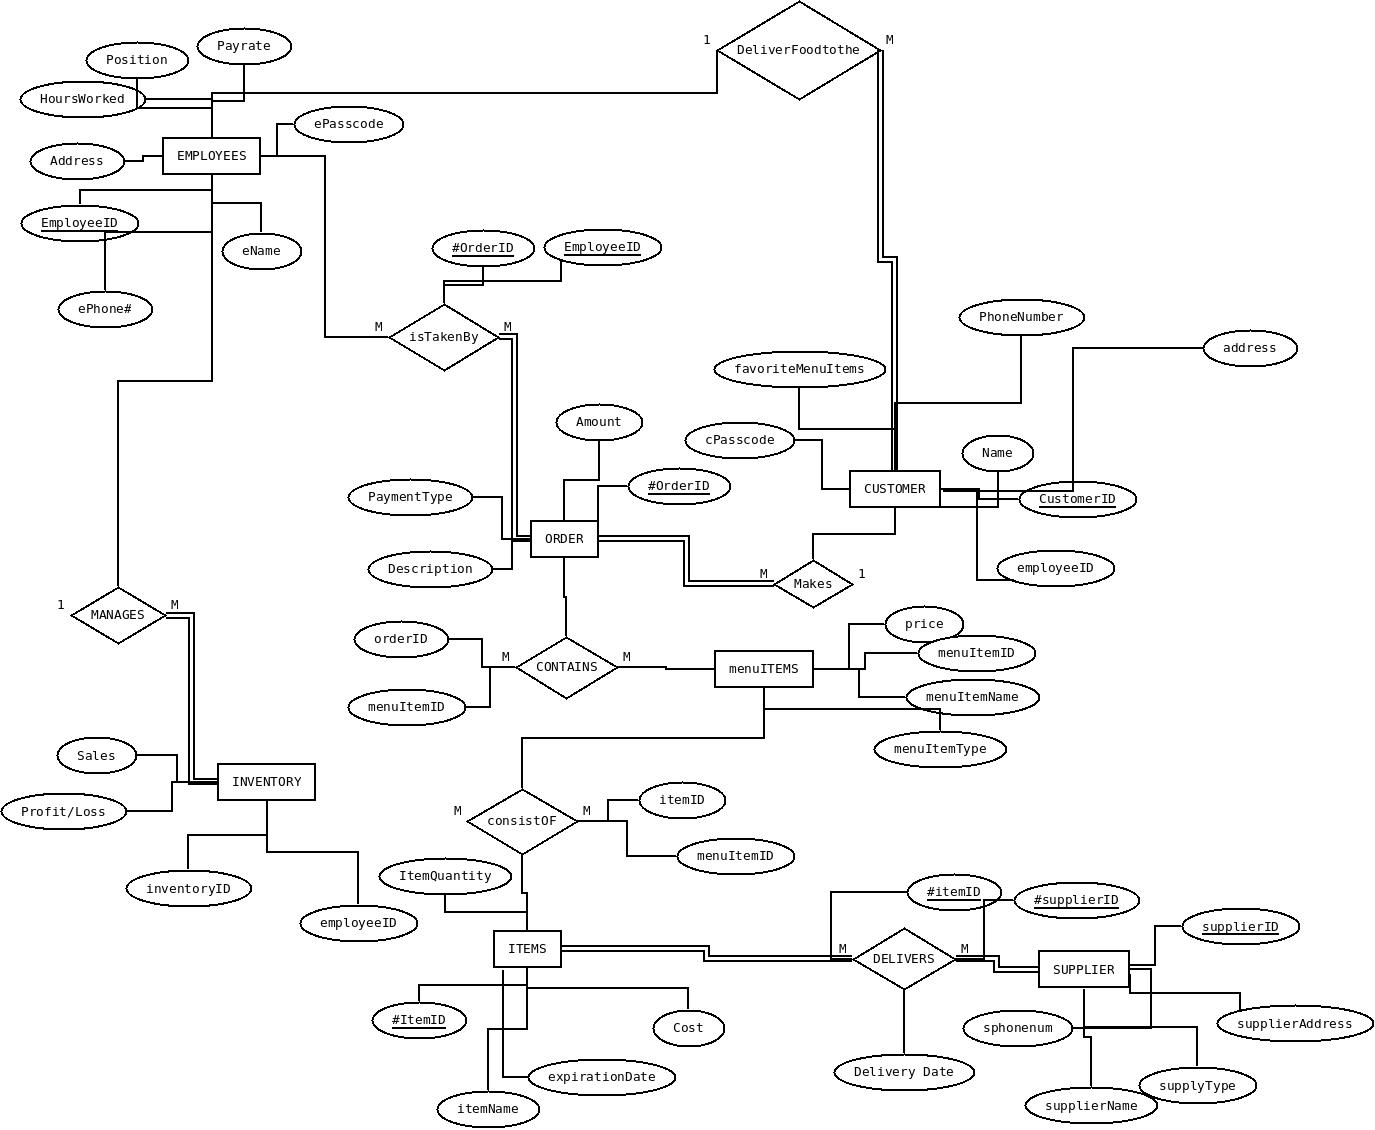 1
DeliverFoodtothe
M
Payrate
Position
HoursWorked
ePasscode
EMPLOYEES
Address
EmployeeID
eName
ePhone#
#OrderID
EmployeeID
M
isTakenBy
M
PhoneNumber
address
favoriteMenuItems
Amount
cPasscode
Name
PaymentType
#OrderID
CUSTOMER
CustomerID
ORDER
Description
employeeID
M
Makes
1
1
MANAGES
M
orderID
M
CONTAINS
M
menuITEMS
price
menuItemID
menuItemName
menuItemID
menuItemType
Sales
INVENTORY
Profit/Loss
M
consistOF
M
itemID
menuItemID
ItemQuantity
inventoryID
employeeID
#itemID
#supplierID
supplierID
ITEMS
M
DELIVERS
M
SUPPLIER
#ItemID
Cost
sphonenum
supplierAddress
expirationDate
Delivery Date
supplyType
itemName
supplierName